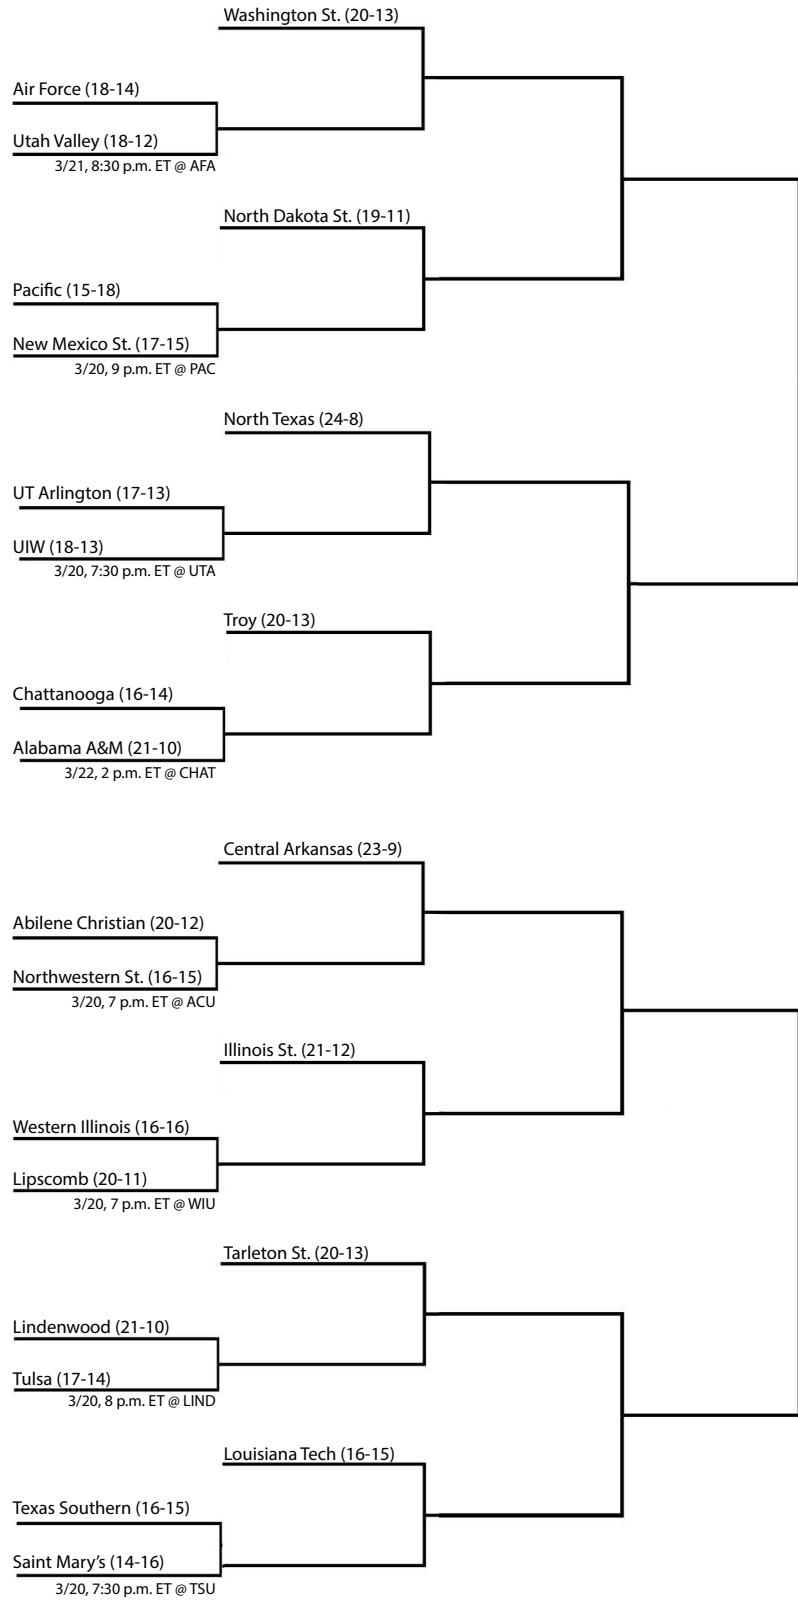 Washington St. (20-13)
Air Force (18-14)
Utah Valley (18-12)
3/21, 8:30 p.m. ET @ AFA
North Dakota St. (19-11)
Pacific (15-18)
New Mexico St. (17-15)
3/20, 9 p.m. ET @ PAC
North Texas (24-8)
UT Arlington (17-13)
UIW (18-13)
3/20, 7:30 p.m. ET @ UTA
Troy (20-13)
Chattanooga (16-14)
Alabama A&M (21-10)
3/22, 2 p.m. ET @ CHAT
Central Arkansas (23-9)
Abilene Christian (20-12)
Northwestern St. (16-15)
3/20, 7 p.m. ET @ ACU
Illinois St. (21-12)
Western Illinois (16-16)
Lipscomb (20-11)
3/20, 7 p.m. ET @ WIU
Tarleton St. (20-13)
Lindenwood (21-10)
Tulsa (17-14)
3/20, 8 p.m. ET @ LIND
Louisiana Tech (16-15)
Texas Southern (16-15)
Saint Mary's (14-16)
3/20, 7:30 p.m. ET @ TSU